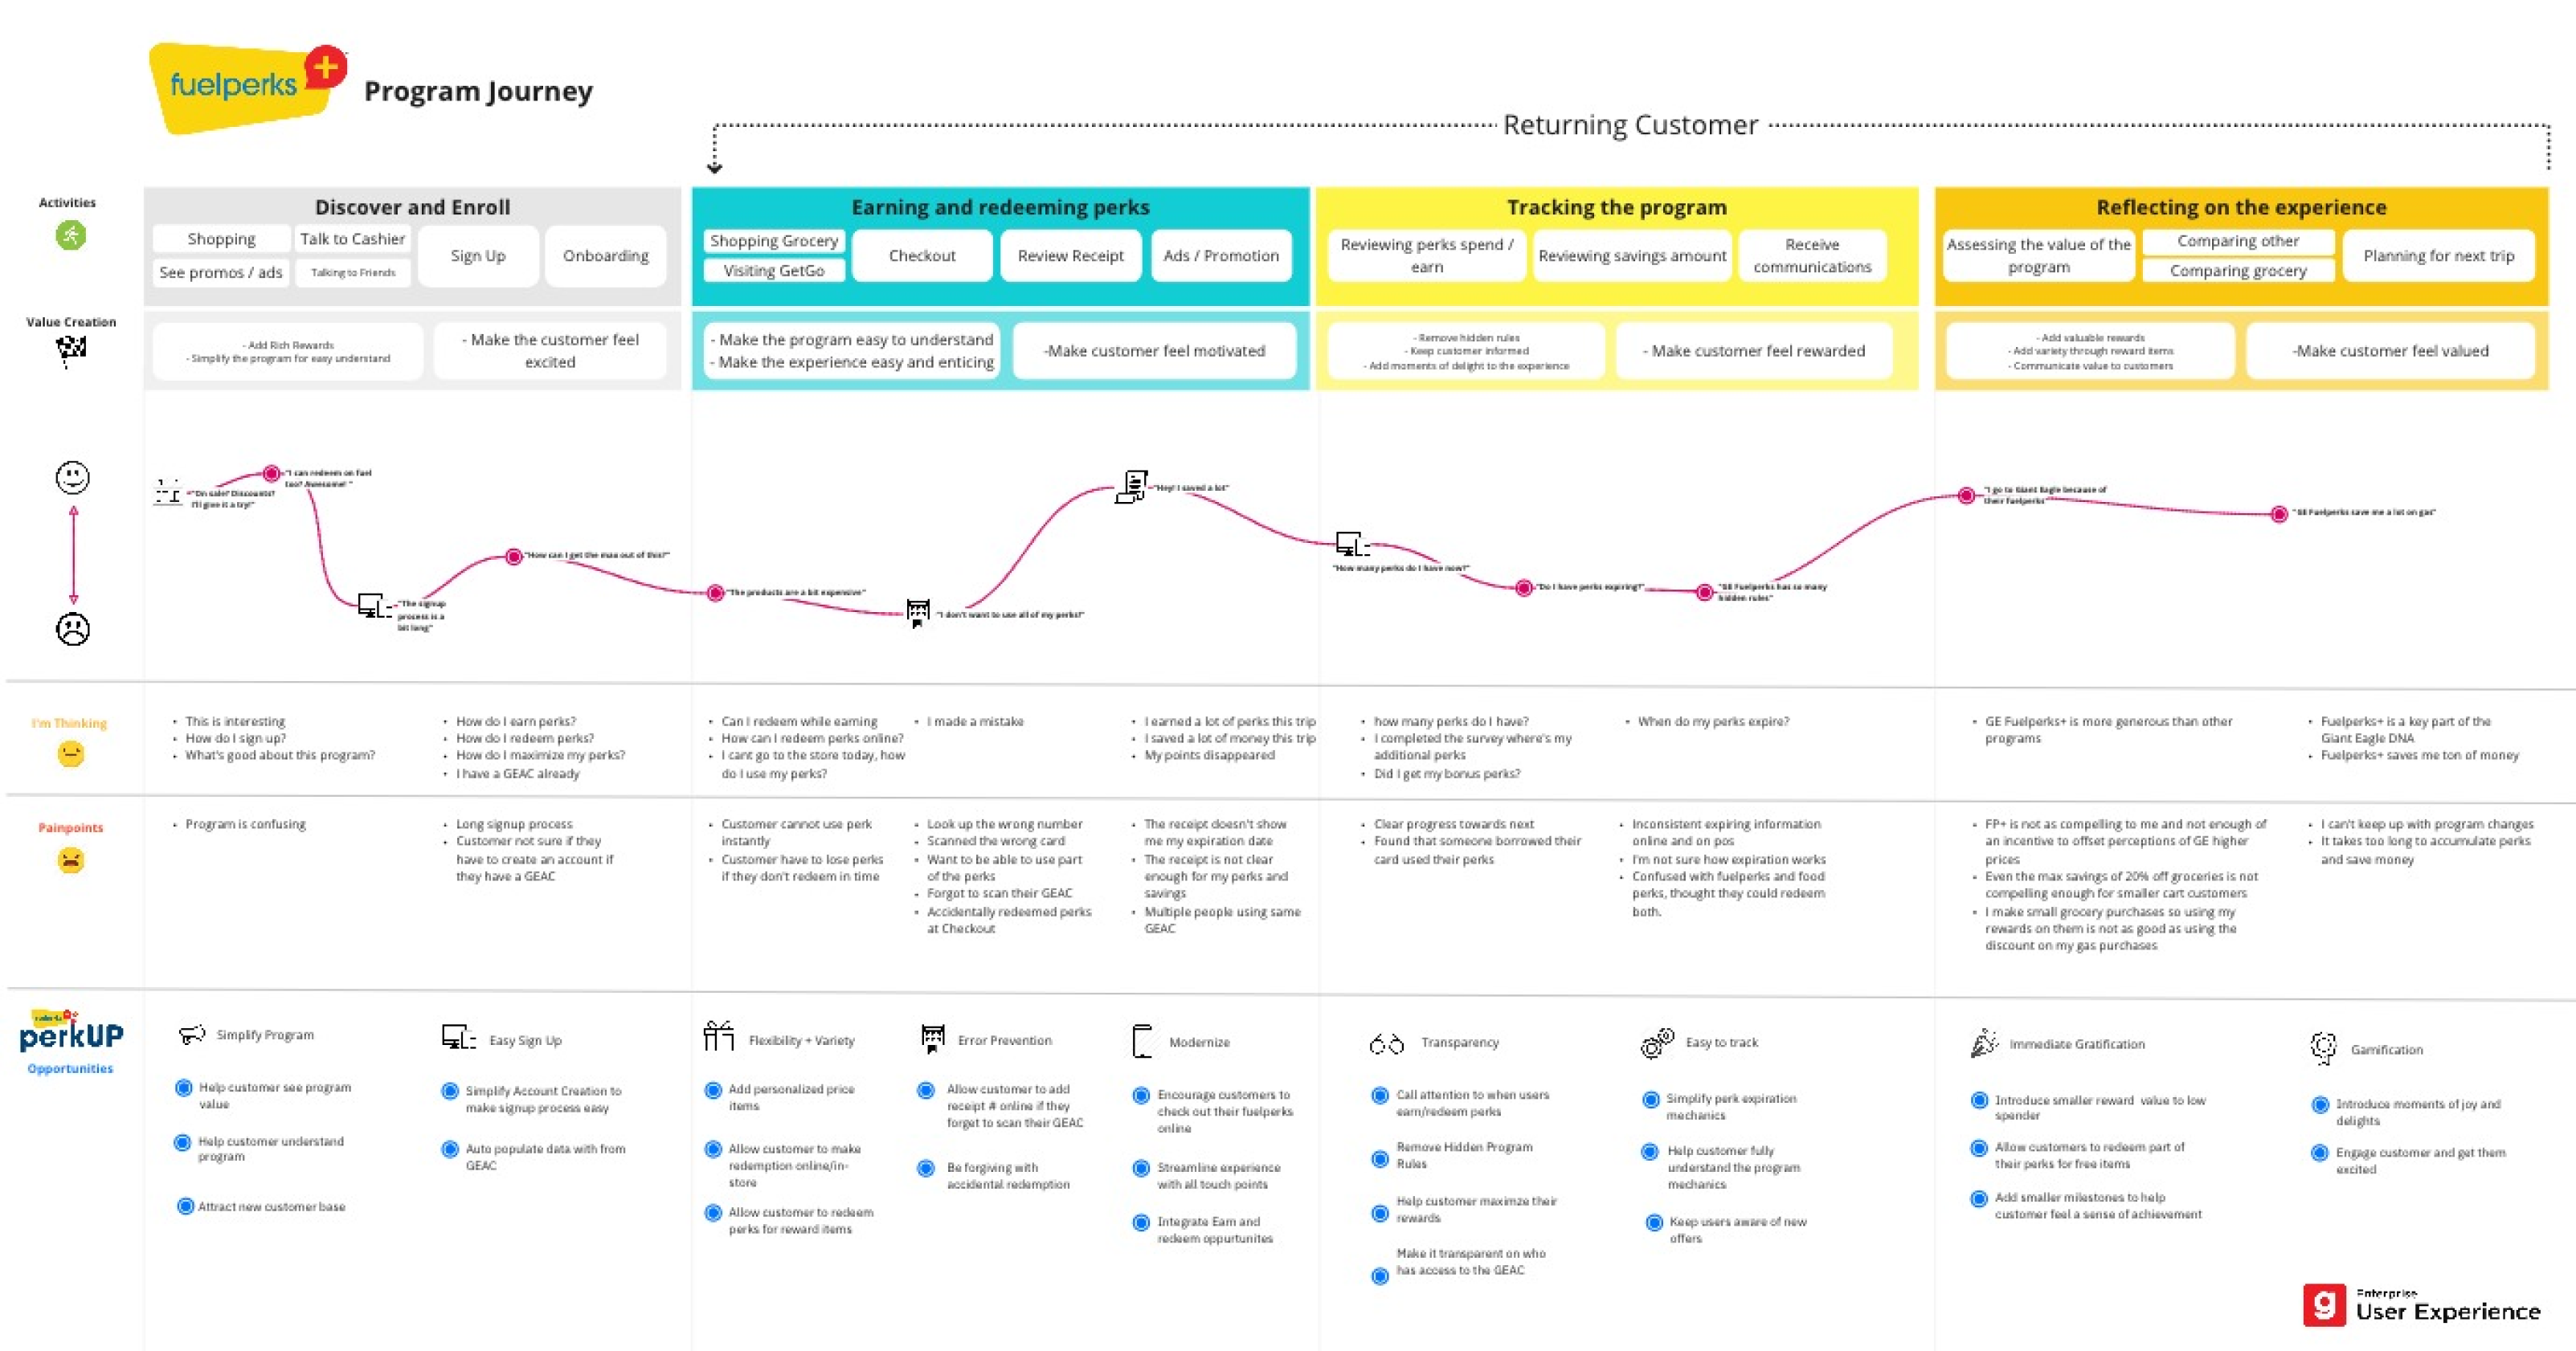 fuelperks +
Program Journey
Returning Customer
Activities
Discover and Enroll
Shopping
Talk to Cashier
See promos / ads
Talking to Friends
Sign Up
Onboarding
Earning and redeeming perks
Shopping Grocery
Visiting GetGo
Checkout
Review Receipt
Ads / Promotion
Tracking the program
Reviewing perks spend /
earn
Reviewing savings amount
Receive
communications
Reflecting on the experience
Assessing the value of the
program
Comparing other
Comparing grocery
Planning for next trip
Value Creation
- Add Rich Rewards
- Simplify the program for easy understand
- Make the customer feel
excited
- Make the program easy to understand
- Make the experience easy and enticing
-Make customer feel motivated
- Remove hidden rules
- Keep customer informed
- Add moments of delight to the experience
- Make customer feel rewarded
- Add valuable rewards
- Add variety through reward items
- Communicate value to customers
-Make customer feel valued
"On sale? Discounts?
I'll give it a try!"
"I can redeem on fuel
too? Awesome! "
"The signup
process is a
bit long"
"How can I get the max out of this?"
"The products are a bit expensive"
"I don't want to use all of my perks!"
"Hey! I saved a lot"
"How many perks do I have now?"
"Do I have perks expiring?"
"GE Fuelperks has so many
hidden rules"
"I go to Giant Eagle because of
their fuelperks"
"GE Fuelperks save me a lot on gas"
I'm Thinking
• This is interesting
• How do I sign up?
• What's good about this program?
• How do I earn perks?
• How do I redeem perks?
• How do I maximize my perks?
• I have a GEAC already
• Can I redeem while earning
• How can I redeem perks online?
• I cant go to the store today, how
do I use my perks?
• I made a mistake
• I earned a lot of perks this trip
• I saved a lot of money this trip
• My points disappeared
• how many perks do I have?
• I completed the survey where's my
additional perks
• Did I get my bonus perks?
• When do my perks expire?
• GE Fuelperks+ is more generous than other
programs
• Fuelperks+ is a key part of the
Giant Eagle DNA
• Fuelperks+ saves me ton of money
Painpoints
• Program is confusing
• Long signup process
• Customer not sure if they
have to create an account if
they have a GEAC
• Customer cannot use perk
instantly
• Customer have to lose perks
if they don't redeem in time
• Look up the wrong number
• Scanned the wrong card
• Want to be able to use part
of the perks
• Forgot to scan their GEAC
• Accidentally redeemed perks
at Checkout
• The receipt doesn't show
me my expiration date
• The receipt is not clear
enough for my perks and
savings
• Multiple people using same
GEAC
• Clear progress towards next
• Found that someone borrowed their
card used their perks
• Inconsistent expiring information
online and on pos
• I'm not sure how expiration works
• Confused with fuelperks and food
perks, thought they could redeem
both.
• FP+ is not as compelling to me and not enough of
an incentive to offset perceptions of GE higher
prices
• Even the max savings of 20% off groceries is not
compelling enough for smaller cart customers
• I make small grocery purchases so using my
rewards on them is not as good as using the
discount on my gas purchases
• I can't keep up with program changes
• It takes too long to accumulate perks
and save money
perkUP
Opportunities
Simplify Program
Help customer see program
value
Help customer understand
program
Attract new customer base
Easy Sign Up
Simplify Account Creation to
make signup process easy
Auto populate data with from
GEAC
Flexibility + Variety
Add personalized price
items
Allow customer to make
redemption online/in-
store
Allow customer to redeem
perks for reward items
Error Prevention
Allow customer to add
receipt # online if they
forget to scan their GEAC
Be forgiving with
accidental redemption
Modernize
Encourage customers to
check out their fuelperks
online
Streamline experience
with all touch points
Integrate Earn and
redeem oppurtunites
Transparency
Call attention to when users
earn/redeem perks
Remove Hidden Program
Rules
Help customer maximze their
rewards
Make it transparent on who
has access to the GEAC
Easy to track
Simplify perk expiration
mechanics
Help customer fully
understand the program
mechanics
Keep users aware of new
offers
Immediate Gratification
Introduce smaller reward value to low
spender
Allow customers to redeem part of
their perks for free items
Add smaller milestones to help
customer feel a sense of achievement
Gamification
Introduce moments of joy and
delights
Engage customer and get them
excited
g
Enterprise
User Experience